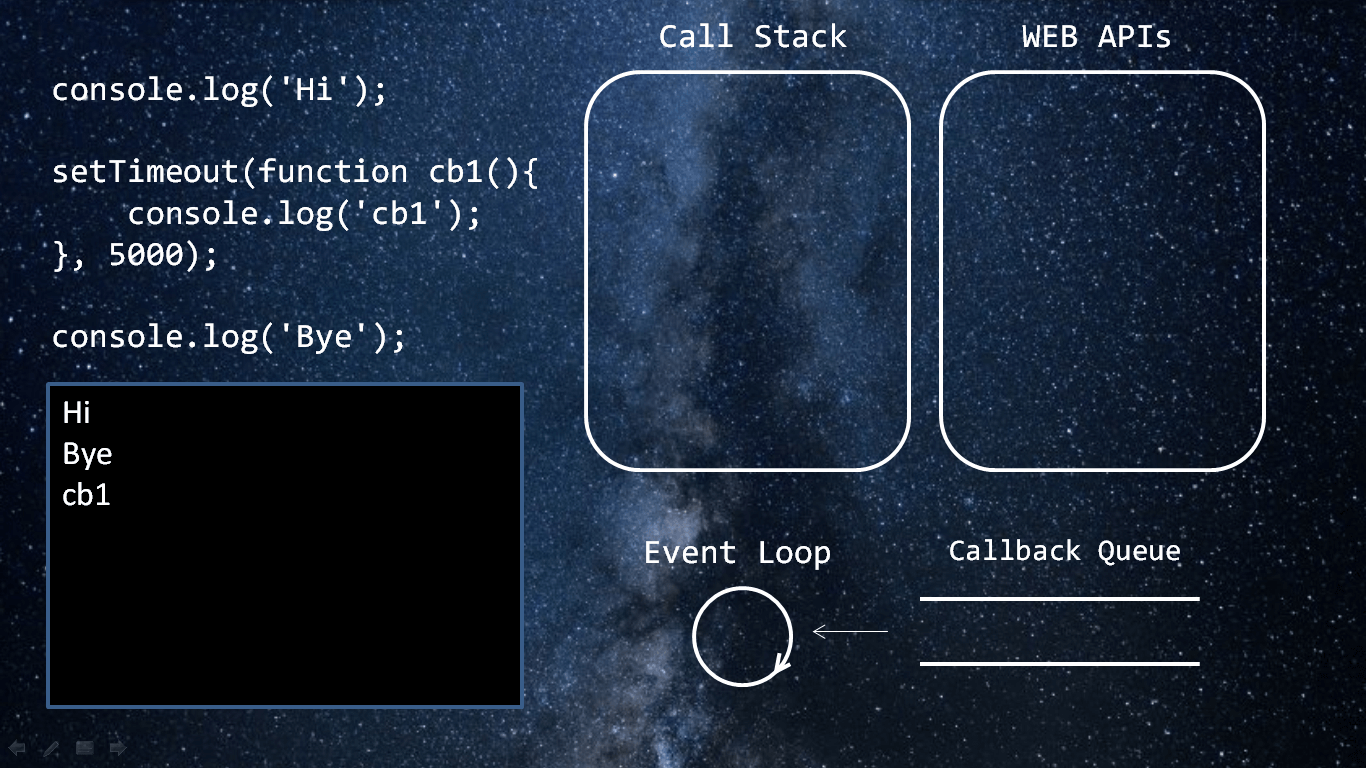 console.log('Hi');
setTimeout(function cb1(){
    console.log('cb1');
}, 5000);
console.log('Bye');
Hi
Bye
cb1
Call Stack
WEB APIs
Event Loop
Callback Queue